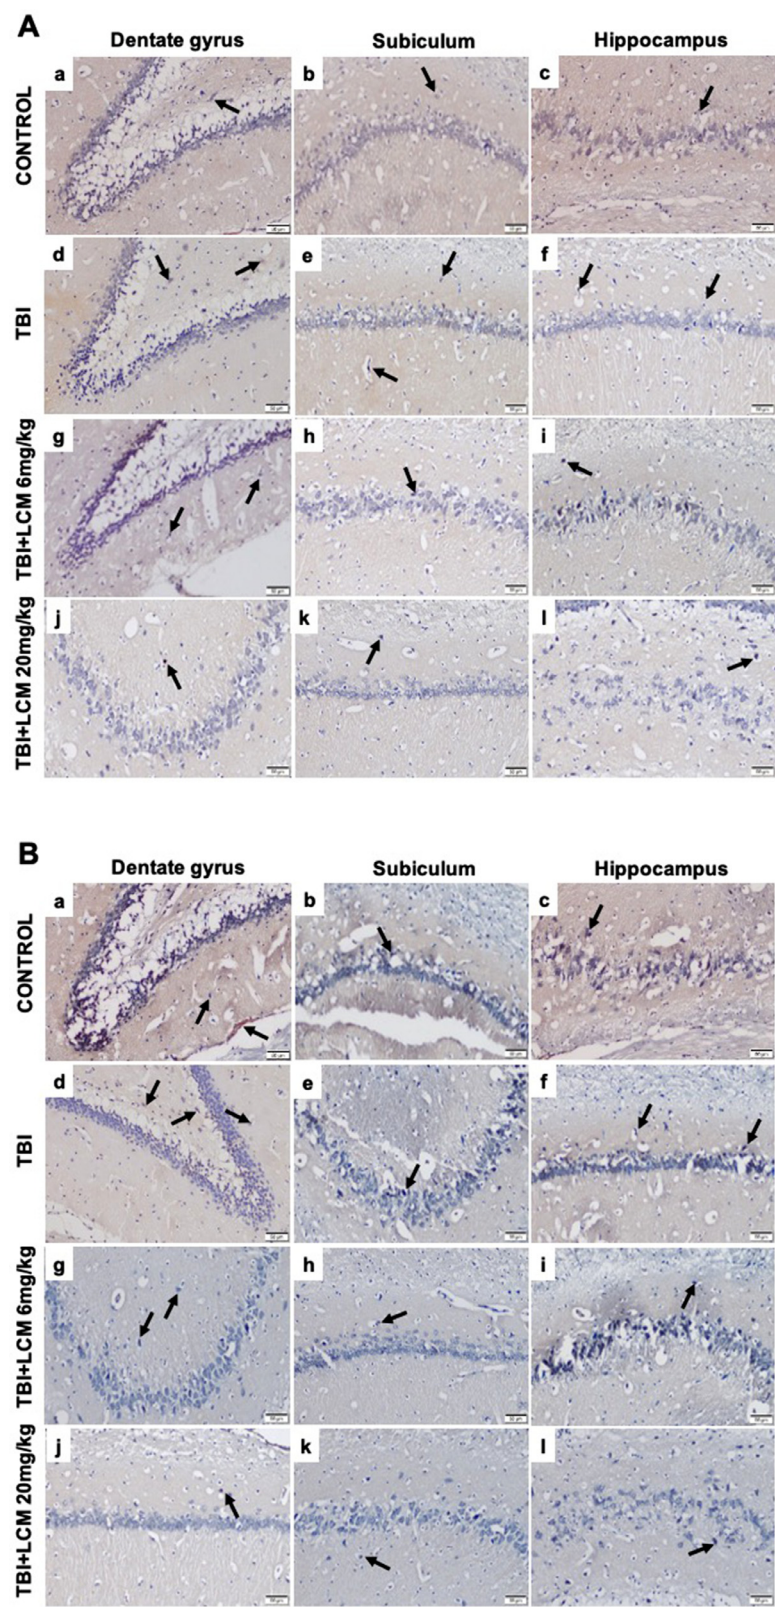 A
Dentate gyrus Subiculum Hippocampus
CONTROL
a b c
TBI
d e f
TBI+LCM 6mg/kg
g h i
TBI+LCM 20mg/kg
j k l
B
Dentate gyrus Subiculum Hippocampus
CONTROL
a b c
TBI
d e f
TBI+LCM 6mg/kg
g h i
TBI+LCM 20mg/kg
j k l